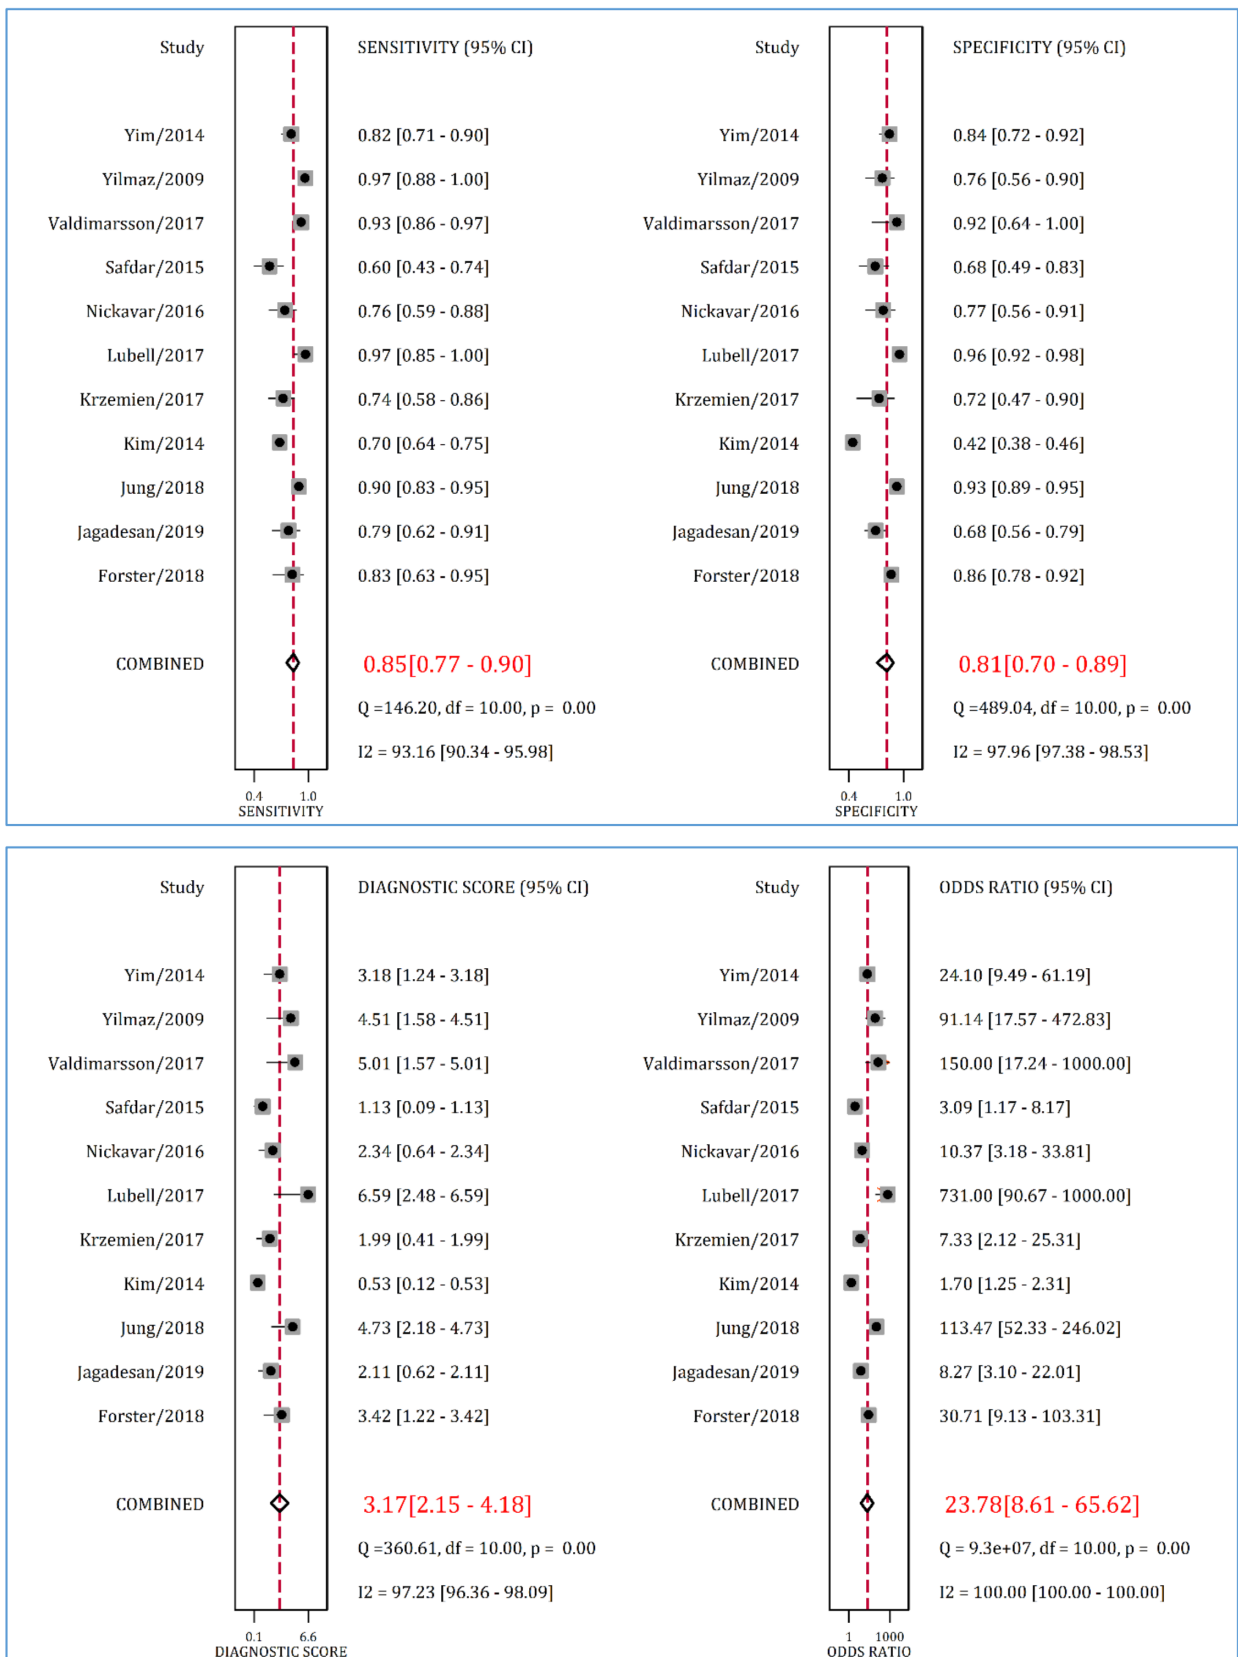 Study SENSITIVITY (95% CI)
Yim/2014 0.82 [0.71 - 0.90]
Yilmaz/2009 0.97 [0.88 - 1.00]
Valdimarsson/2017 0.93 [0.86 - 0.97]
Safdar/2015 0.60 [0.43 - 0.74]
Nickavar/2016 0.76 [0.59 - 0.88]
Lubell/2017 0.97 [0.85 - 1.00]
Krzemien/2017 0.74 [0.58 - 0.86]
Kim/2014 0.70 [0.64 - 0.75]
Jung/2018 0.90 [0.83 - 0.95]
Jagadesan/2019 0.79 [0.62 - 0.91]
Forster/2018 0.83 [0.63 - 0.95]
COMBINED 0.85[0.77 - 0.90]
Q =146.20, df = 10.00, p = 0.00
I2 = 93.16 [90.34 - 95.98]
0.4 1.0
SENSITIVITY
Study SPECIFICITY (95% CI)
Yim/2014 0.84 [0.72 - 0.92]
Yilmaz/2009 0.76 [0.56 - 0.90]
Valdimarsson/2017 0.92 [0.64 - 1.00]
Safdar/2015 0.68 [0.49 - 0.83]
Nickavar/2016 0.77 [0.56 - 0.91]
Lubell/2017 0.96 [0.92 - 0.98]
Krzemien/2017 0.72 [0.47 - 0.90]
Kim/2014 0.42 [0.38 - 0.46]
Jung/2018 0.93 [0.89 - 0.95]
Jagadesan/2019 0.68 [0.56 - 0.79]
Forster/2018 0.86 [0.78 - 0.92]
COMBINED 0.81[0.70 - 0.89]
Q =489.04, df = 10.00, p = 0.00
I2 = 97.96 [97.38 - 98.53]
0.4 1.0
SPECIFICITY
Study DIAGNOSTIC SCORE (95% CI)
Yim/2014 3.18 [1.24 - 3.18]
Yilmaz/2009 4.51 [1.58 - 4.51]
Valdimarsson/2017 5.01 [1.57 - 5.01]
Safdar/2015 1.13 [0.09 - 1.13]
Nickavar/2016 2.34 [0.64 - 2.34]
Lubell/2017 6.59 [2.48 - 6.59]
Krzemien/2017 1.99 [0.41 - 1.99]
Kim/2014 0.53 [0.12 - 0.53]
Jung/2018 4.73 [2.18 - 4.73]
Jagadesan/2019 2.11 [0.62 - 2.11]
Forster/2018 3.42 [1.22 - 3.42]
COMBINED 3.17[2.15 - 4.18]
Q =360.61, df = 10.00, p = 0.00
I2 = 97.23 [96.36 - 98.09]
0.1 6.6
DIAGNOSTIC SCORE
Study ODDS RATIO (95% CI)
Yim/2014 24.10 [9.49 - 61.19]
Yilmaz/2009 91.14 [17.57 - 472.83]
Valdimarsson/2017 150.00 [17.24 - 1000.00]
Safdar/2015 3.09 [1.17 - 8.17]
Nickavar/2016 10.37 [3.18 - 33.81]
Lubell/2017 731.00 [90.67 - 1000.00]
Krzemien/2017 7.33 [2.12 - 25.31]
Kim/2014 1.70 [1.25 - 2.31]
Jung/2018 113.47 [52.33 - 246.02]
Jagadesan/2019 8.27 [3.10 - 22.01]
Forster/2018 30.71 [9.13 - 103.31]
COMBINED 23.78[8.61 - 65.62]
Q = 9.3e+07, df = 10.00, p = 0.00
I2 = 100.00 [100.00 - 100.00]
1 1000
ODDS RATIO